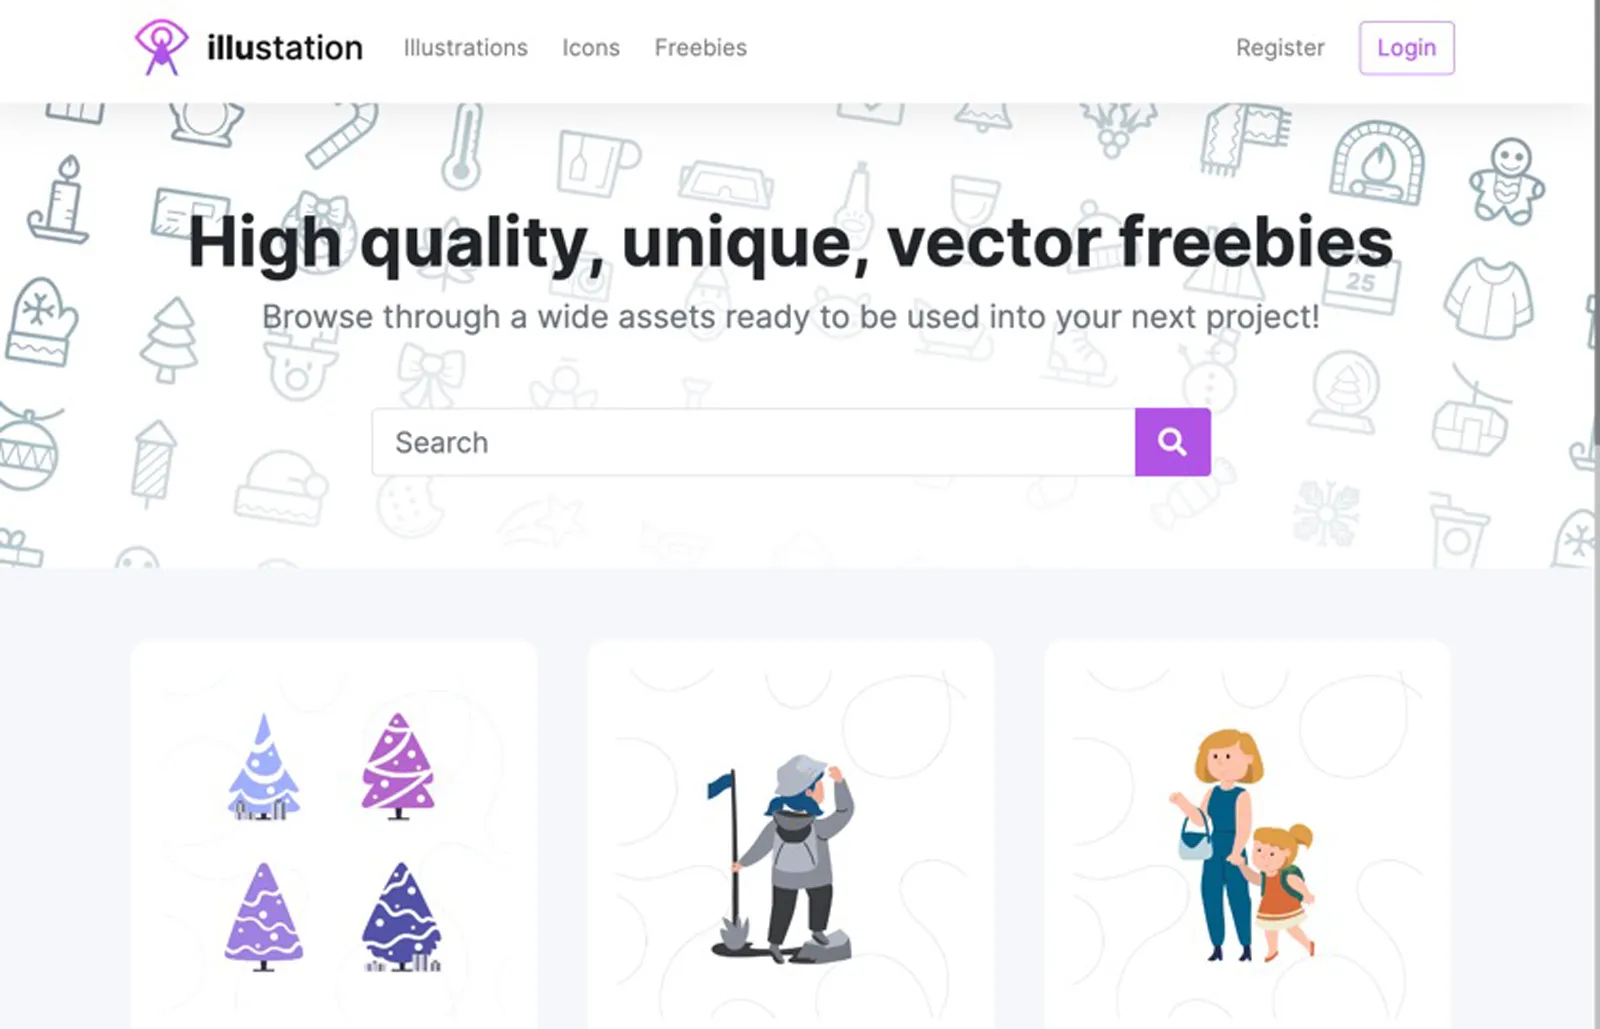 illustation
Illustrations
Icons
Freebies
Register
Login
25
High quality, unique, vector freebies
Browse through a wide assets ready to be used into your next project!
Search